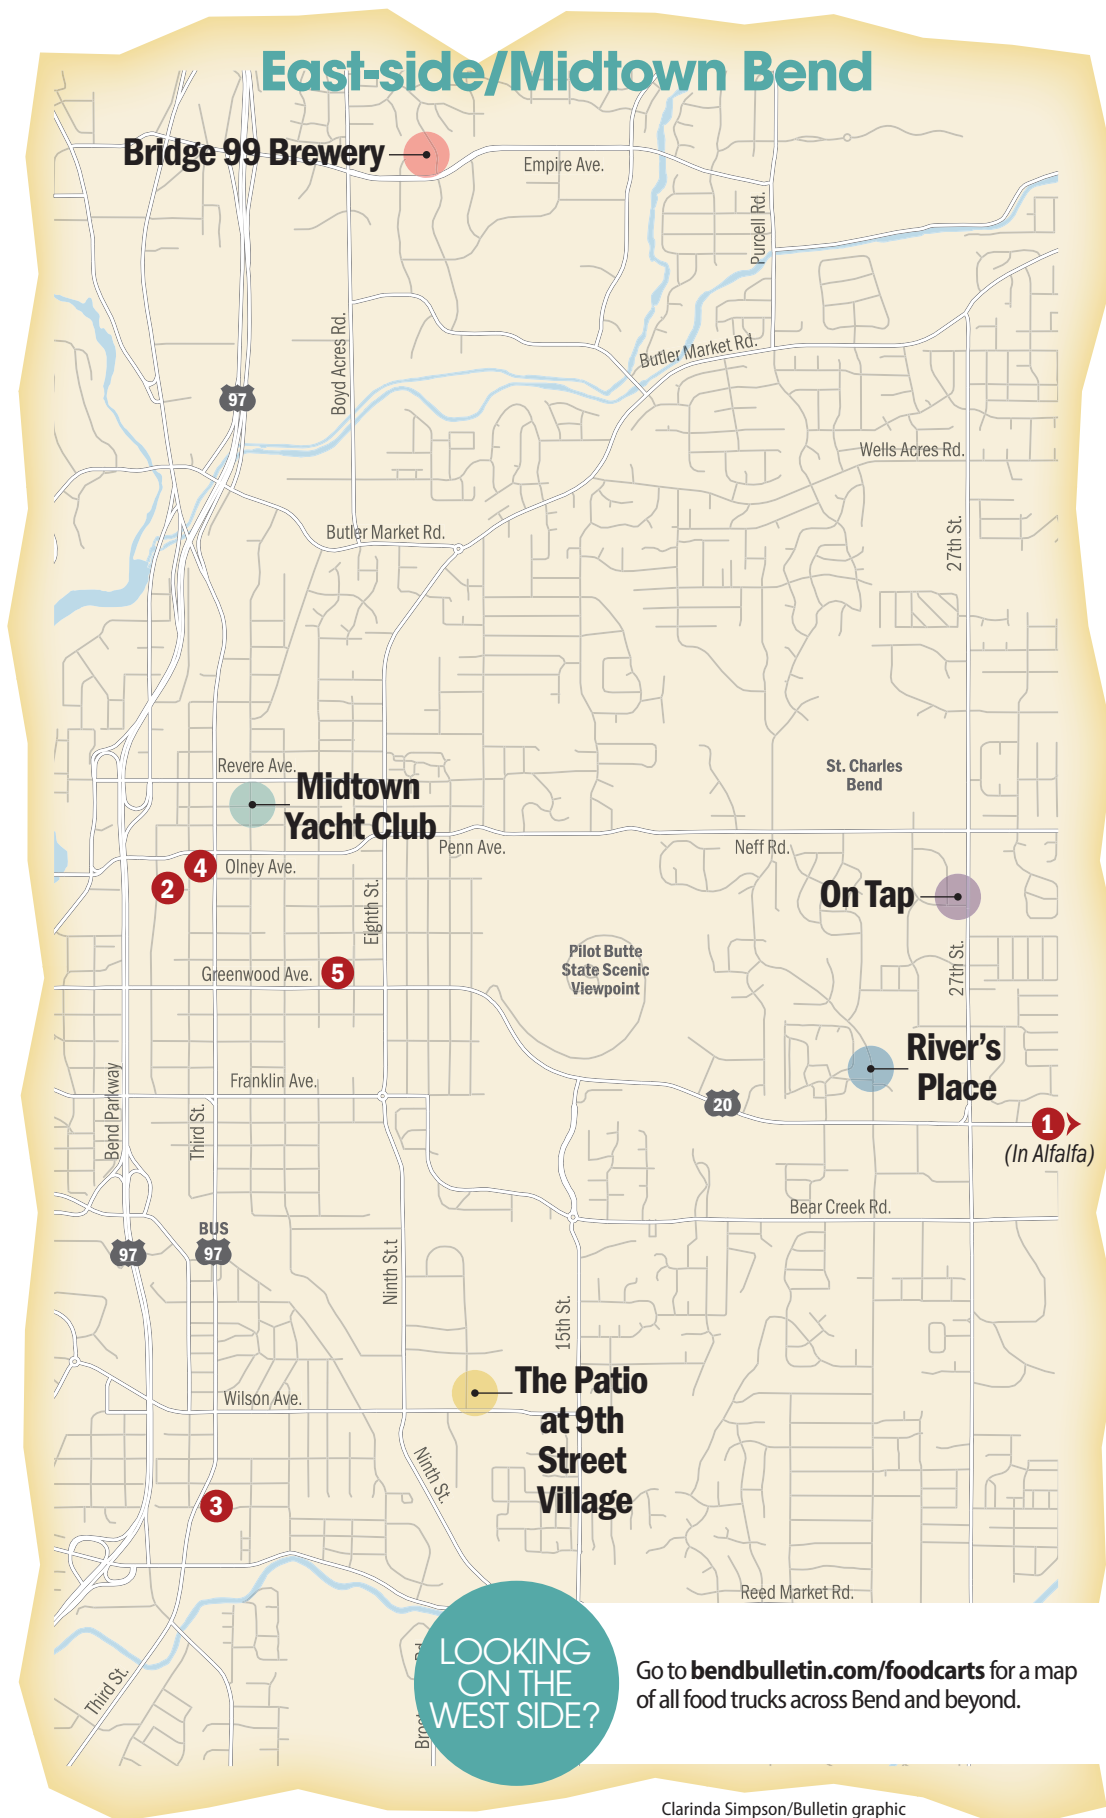 East-side/Midtown Bend
Bridge 99 Brewery
Empire Ave.
Purcell Rd.
Boyd Acres Rd.
Butler Market Rd.
97
Wells Acres Rd.
27th St.
Butler Market Rd.
St. Charles
Bend
Revere Ave.
Midtown
Yacht Club
Penn Ave.
Neff Rd.
4
Olney Ave.
2
On Tap
Eighth St.
Pilot Butte
State Scenic
Viewpoint
Greenwood Ave.
5
27th St.
River's
Place
Franklin Ave.
Bend Parkway
Third St.
20
1
(In Alfalfa)
Bear Creek Rd.
BUS
97
97
Ninth St.t
15th St.
The Patio
at 9th
Street
Village
Wilson Ave.
Ninth St.
3
Reed Market Rd.
Third St.
LOOKING
ON THE
WEST SIDE?
Go to bendbulletin.com/foodcarts for a map
of all food trucks across Bend and beyond.
Clarinda Simpson/Bulletin graphic